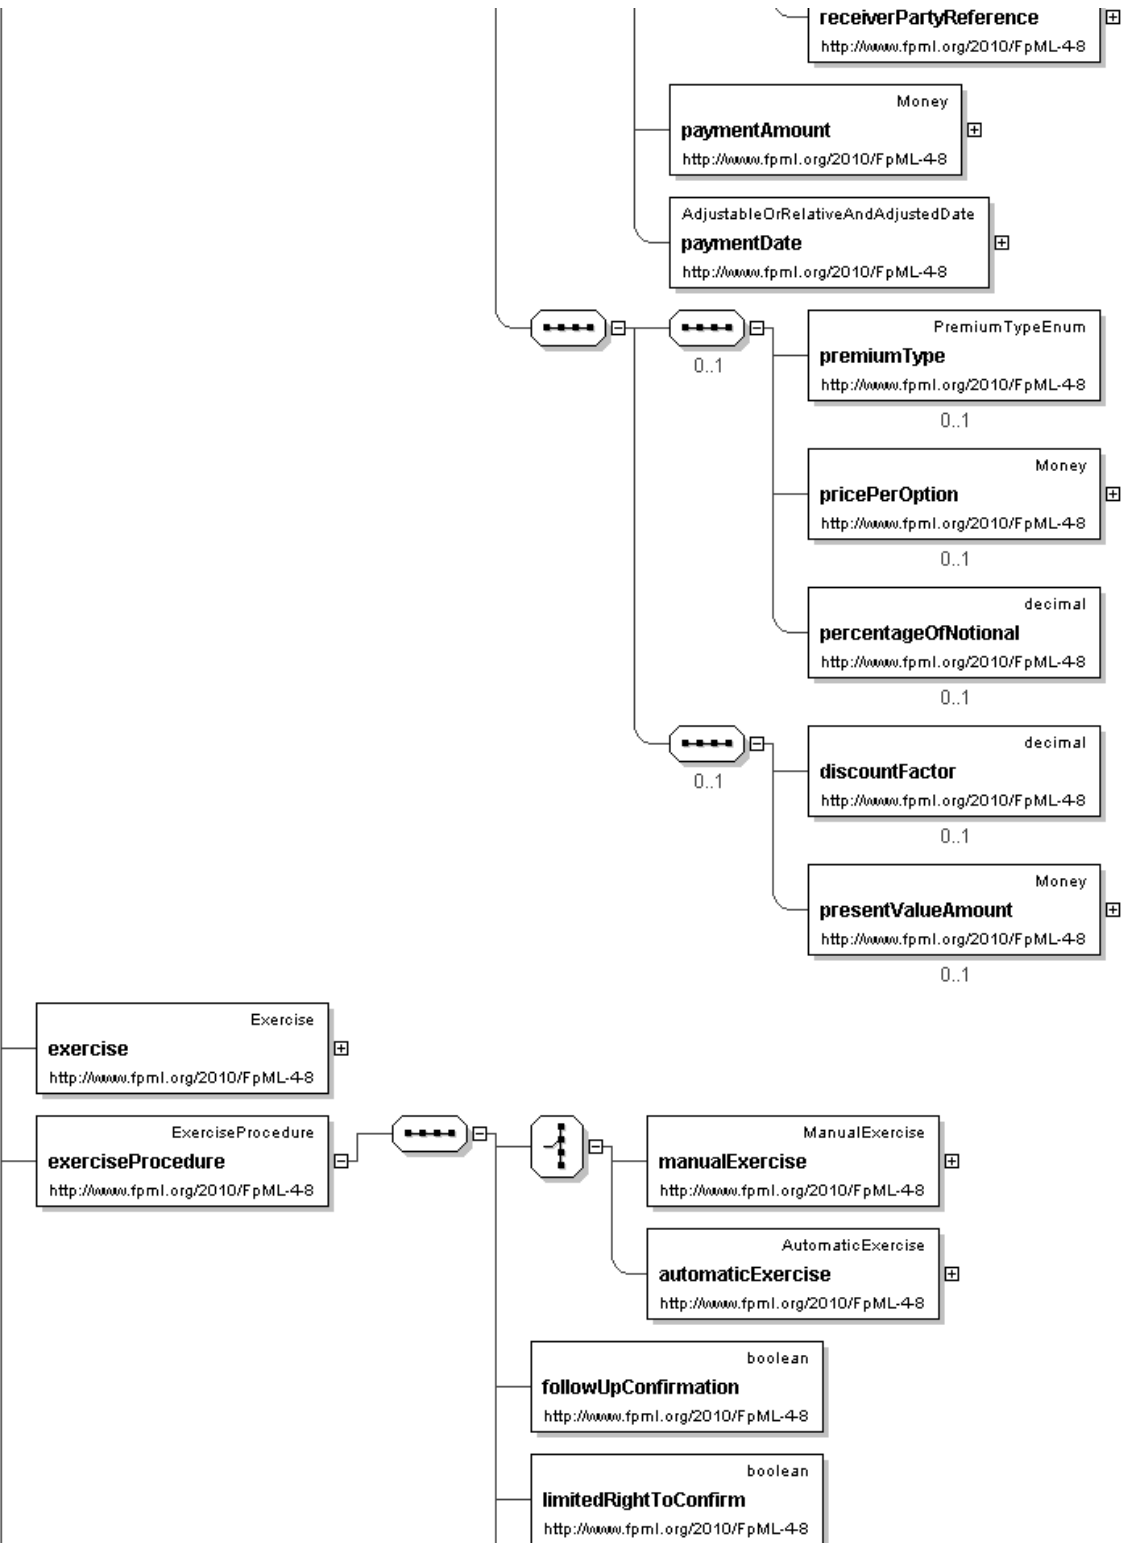 receiverPartyReference
http://www.fpml.org/2010/FpML-4-8
Money
paymentAmount
http://www.fpml.org/2010/FpML-4-8
AdjustableOrRelativeAndAdjustedDate
paymentDate
http://www.fpml.org/2010/FpML-4-8
0..1
PremiumTypeEnum
premiumType
http://www.fpml.org/2010/FpML-4-8
0..1
Money
pricePerOption
http://www.fpml.org/2010/FpML-4-8
0..1
decimal
percentageOfNotional
http://www.fpml.org/2010/FpML-4-8
0..1
0..1
decimal
discountFactor
http://www.fpml.org/2010/FpML-4-8
0..1
Money
presentValueAmount
http://www.fpml.org/2010/FpML-4-8
0..1
Exercise
exercise
http://www.fpml.org/2010/FpML-4-8
ExerciseProcedure
exerciseProcedure
http://www.fpml.org/2010/FpML-4-8
ManualExercise
manualExercise
http://www.fpml.org/2010/FpML-4-8
AutomaticExercise
automaticExercise
http://www.fpml.org/2010/FpML-4-8
boolean
followUpConfirmation
http://www.fpml.org/2010/FpML-4-8
boolean
limitedRightToConfirm
http://www.fpml.org/2010/FpML-4-8